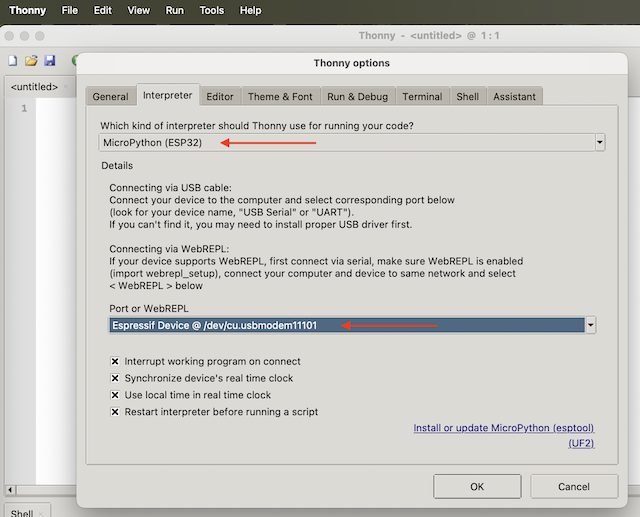 Thonny File Edit View Run Tools Help
Thonny - <untitled> @ 1 : 1
Thonny options
<untitled>
General Interpreter Editor Theme & Font Run & Debug Terminal Shell Assistant
1
Which kind of interpreter should Thonny use for running your code?
MicroPython (ESP32)
Details
Connecting via USB cable:
Connect your device to the computer and select corresponding port below
(look for your device name, "USB Serial" or "UART").
If you can't find it, you may need to install proper USB driver first.
Connecting via WebREPL:
If your device supports WebREPL, first connect via serial, make sure WebREPL is enabled
(import webrepl_setup), connect your computer and device to same network and select
< WebREPL > below
Port or WebREPL
Espressif Device @ /dev/cu.usbmodem11101
Interrupt working program on connect
Synchronize device's real time clock
Use local time in real time clock
Restart interpreter before running a script
Install or update MicroPython (esptool)
(UF2)
OK Cancel
Shell